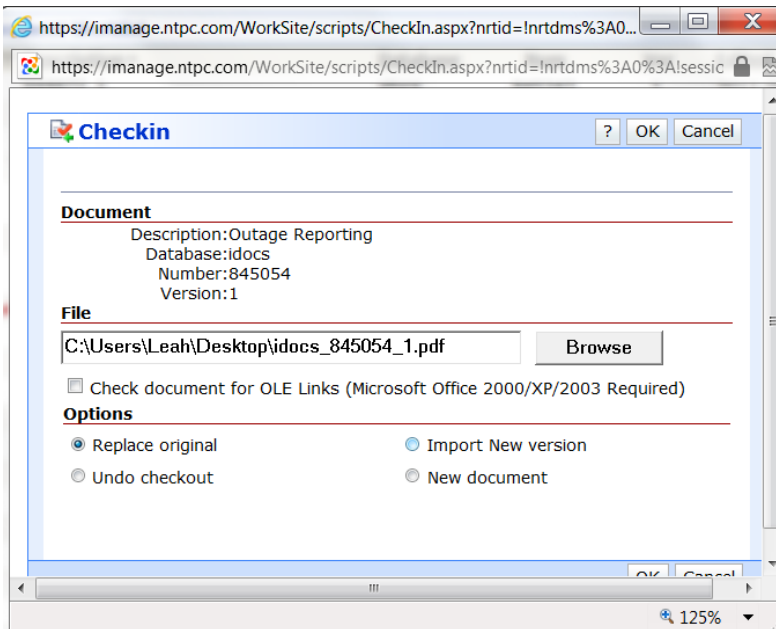 https://imanage.ntpc.com/WorkSite/scripts/CheckIn.aspx?nrtid=!nrtdms%3A0...
https://imanage.ntpc.com/WorkSite/scripts/CheckIn.aspx?nrtid=!nrtdms%3A0%3A!sessic
Checkin ? OK Cancel
Document
Description:Outage Reporting
Database:idocs
Number:845054
Version:1
File
C:\Users\Leah\Desktop\idocs_845054_1.pdf Browse
Check document for OLE Links (Microsoft Office 2000/XP/2003 Required)
Options
Replace original Import New version
Undo checkout New document
OK Cancel
125%